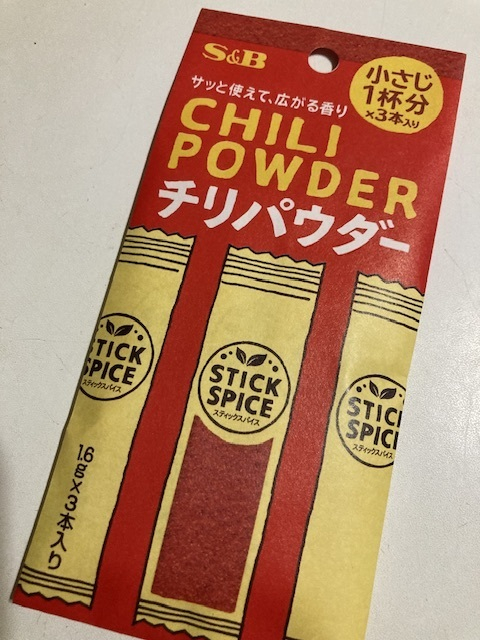 S&B
サッと使えて、広がる香り
小さじ
1杯分
×3本入り
CHILI
POWDER
チリパウダー
STICK
SPICE
スティックスパイス
STICK
SPICE
スティックスパイス
STICK
SPICE
スティックスパイス
1.6g×3本入り